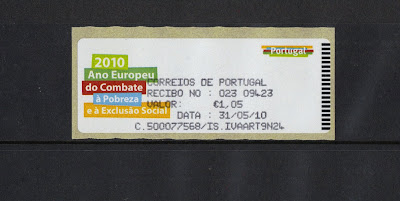 2010
Ano Europeu
do Combate
à Pobreza
e à Exclusão Social
Portugal
CORREIOS DE PORTUGAL
RECIBO NO : 023 09423
VALOR: €1,05
DATA : 31/05/10
C.500077568/IS.IVAART9N24